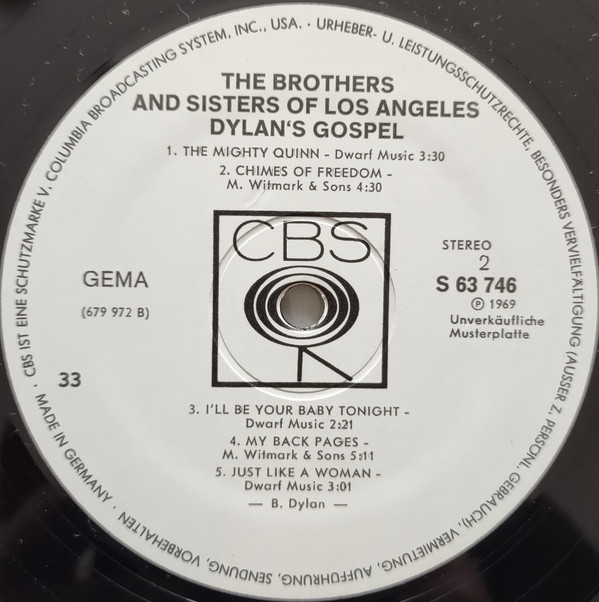 THE BROTHERS
AND SISTERS OF LOS ANGELES
DYLAN'S GOSPEL
1. THE MIGHTY QUINN – Dwarf Music 3:30
2. CHIMES OF FREEDOM –
M. Witmark & Sons 4:30
CBS
GEMA
(679 972 B)
33
STEREO
2
S 63 746
Ⓟ 1969
Unverkäufliche
Musterplatte
3. I'LL BE YOUR BABY TONIGHT –
Dwarf Music 2:21
4. MY BACK PAGES –
M. Witmark & Sons 5:11
5. JUST LIKE A WOMAN –
Dwarf Music 3:01
— B. Dylan —
· CBS IST EINE SCHUTZMARKE V. COLUMBIA BROADCASTING SYSTEM, INC., USA. · URHEBER- U. LEISTUNGSSCHUTZRECHTE, BESONDERS VERVIELFÄLTIGUNG (AUSSER Z. PERSÖNL. GEBRAUCH), VERMIETUNG, AUFFÜHRUNG, SENDUNG, VORBEHALTEN · MADE IN GERMANY